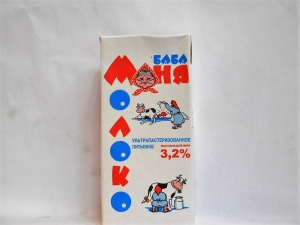 БАБА
МАНЯ
МОЛОКО
УЛЬТРАПАСТЕРИЗОВАННОЕ
ПИТЬЕВОЕ
3,2%